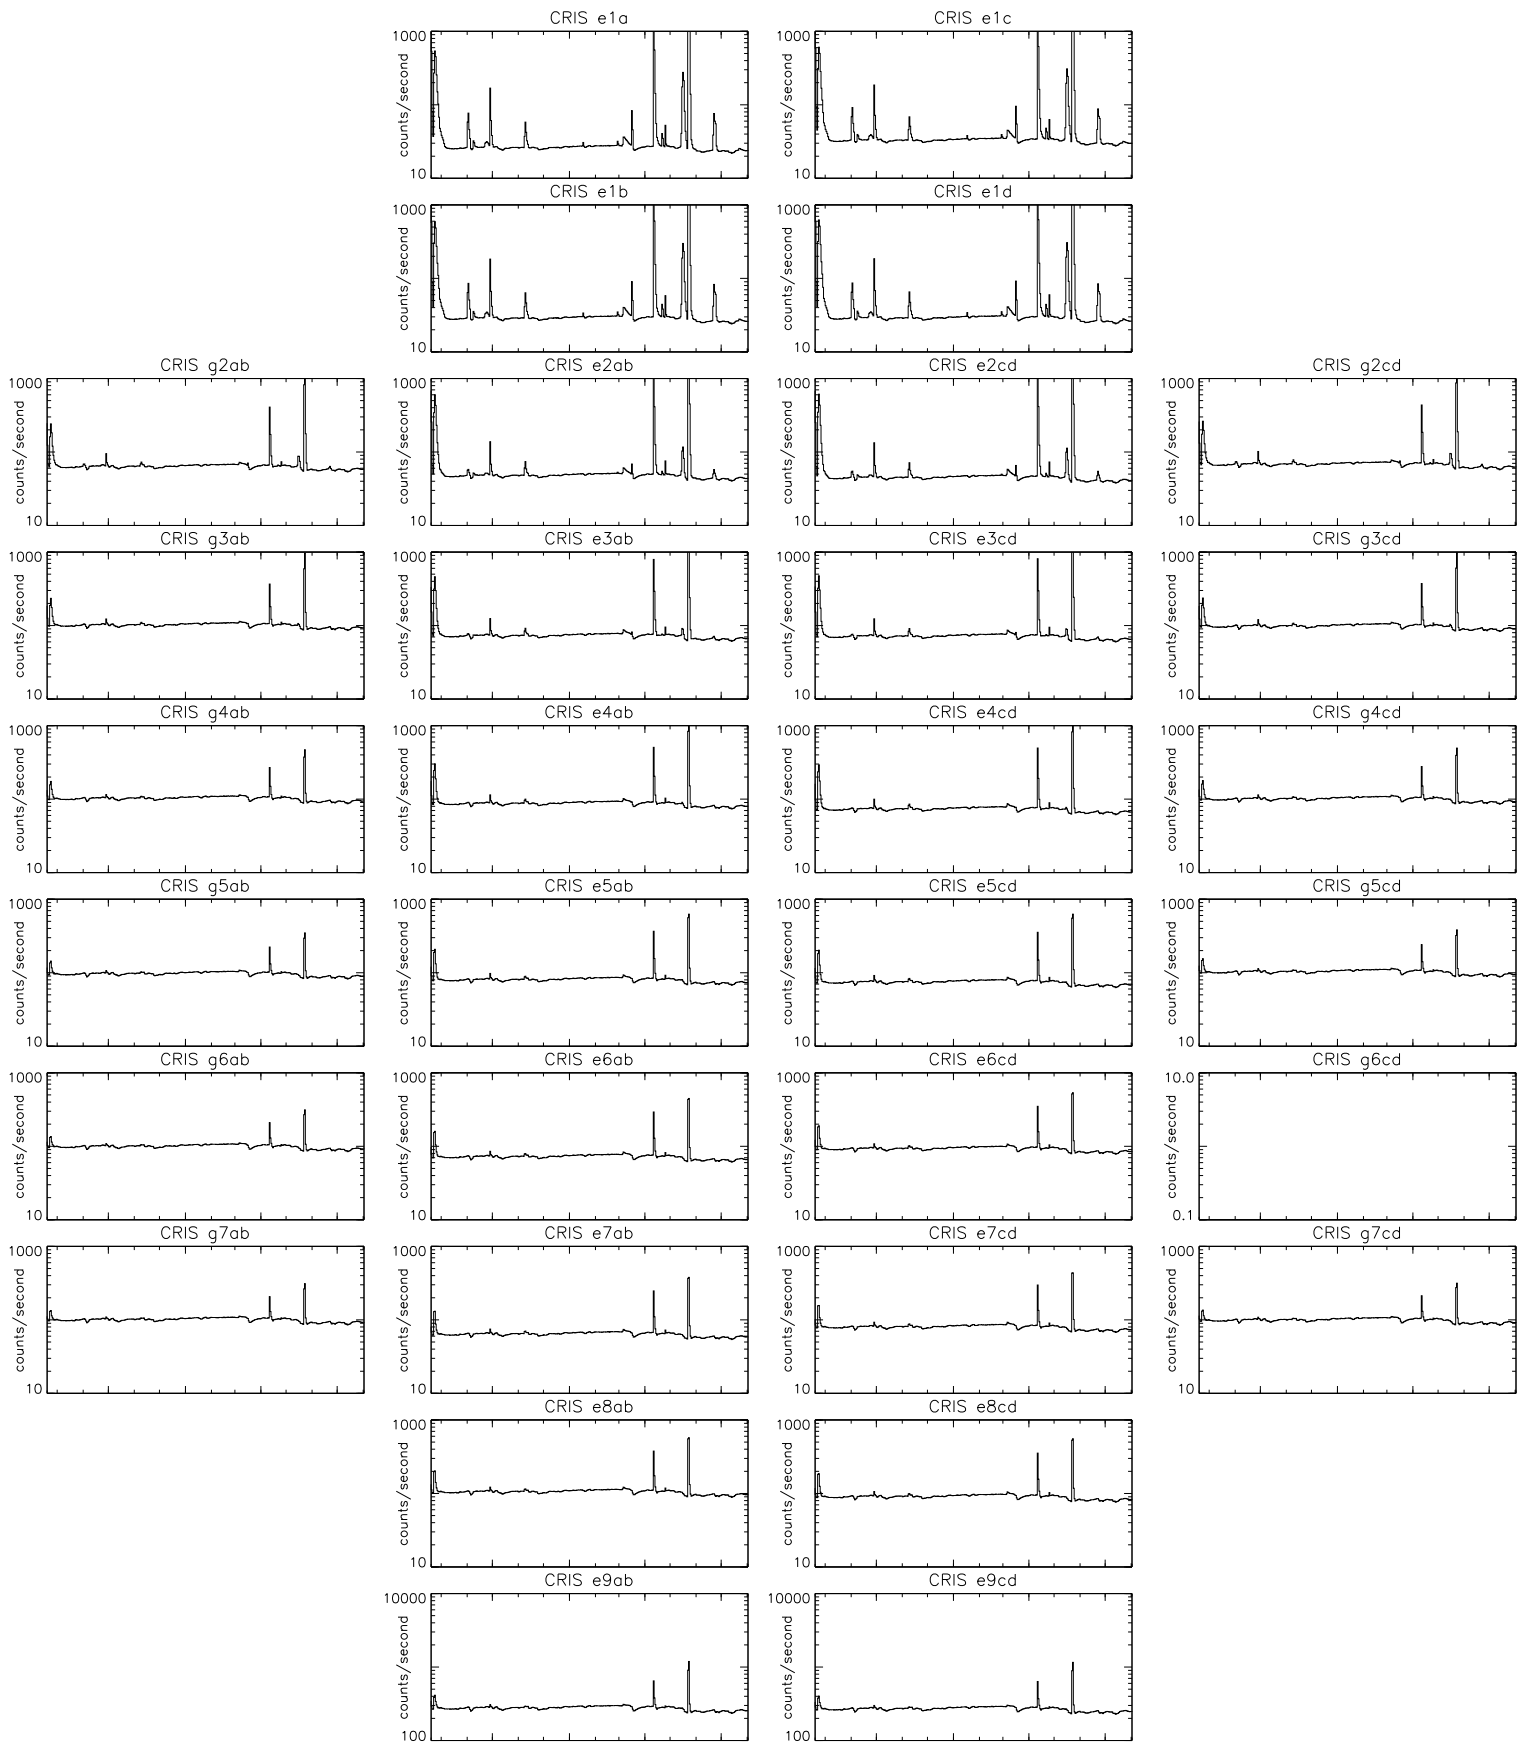 CRIS e1a CRIS e1c
1000 1000
counts/second counts/second
10 10
CRIS e1b CRIS e1d
1000 1000
counts/second counts/second
10 10
CRIS g2ab CRIS e2ab CRIS e2cd CRIS g2cd
1000 1000 1000 1000
counts/second counts/second counts/second counts/second
10 10 10 10
CRIS g3ab CRIS e3ab CRIS e3cd CRIS g3cd
1000 1000 1000 1000
counts/second counts/second counts/second counts/second
10 10 10 10
CRIS g4ab CRIS e4ab CRIS e4cd CRIS g4cd
1000 1000 1000 1000
counts/second counts/second counts/second counts/second
10 10 10 10
CRIS g5ab CRIS e5ab CRIS e5cd CRIS g5cd
1000 1000 1000 1000
counts/second counts/second counts/second counts/second
10 10 10 10
CRIS g6ab CRIS e6ab CRIS e6cd CRIS g6cd
1000 1000 1000 10.0
counts/second counts/second counts/second counts/second
10 10 10 0.1
CRIS g7ab CRIS e7ab CRIS e7cd CRIS g7cd
1000 1000 1000 1000
counts/second counts/second counts/second counts/second
10 10 10 10
CRIS e8ab CRIS e8cd
1000 1000
counts/second counts/second
10 10
CRIS e9ab CRIS e9cd
10000 10000
counts/second counts/second
100 100